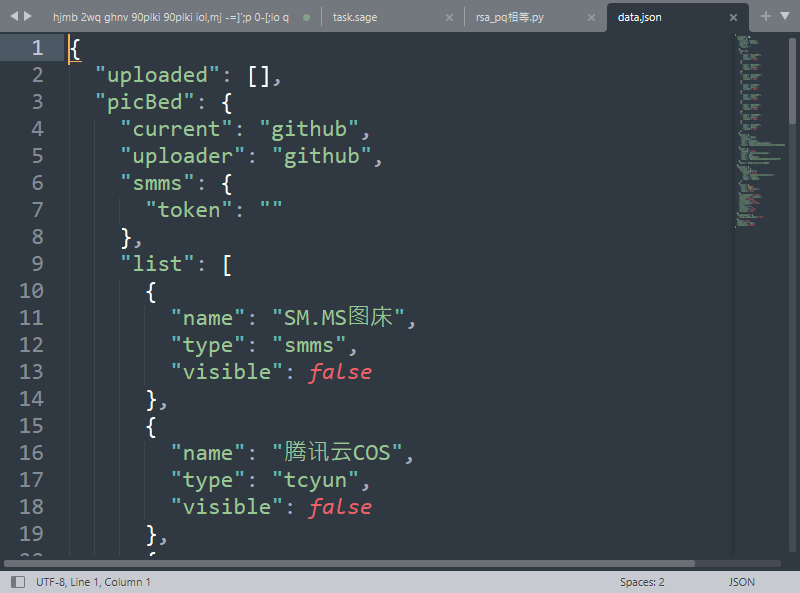 hjmb 2wq ghnv 90plki 90plki iol,mj -=]';p 0-[;lo q
task.sage
rsa_pq相等.py
data.json
1 {
2 "uploaded": [],
3 "picBed": {
4 "current": "github",
5 "uploader": "github",
6 "smms": {
7 "token": ""
8 },
9 "list": [
10 {
11 "name": "SM.MS图床",
12 "type": "smms",
13 "visible": false
14 },
15 {
16 "name": "腾讯云COS",
17 "type": "tcyun",
18 "visible": false
19 },
UTF-8, Line 1, Column 1
Spaces: 2
JSON